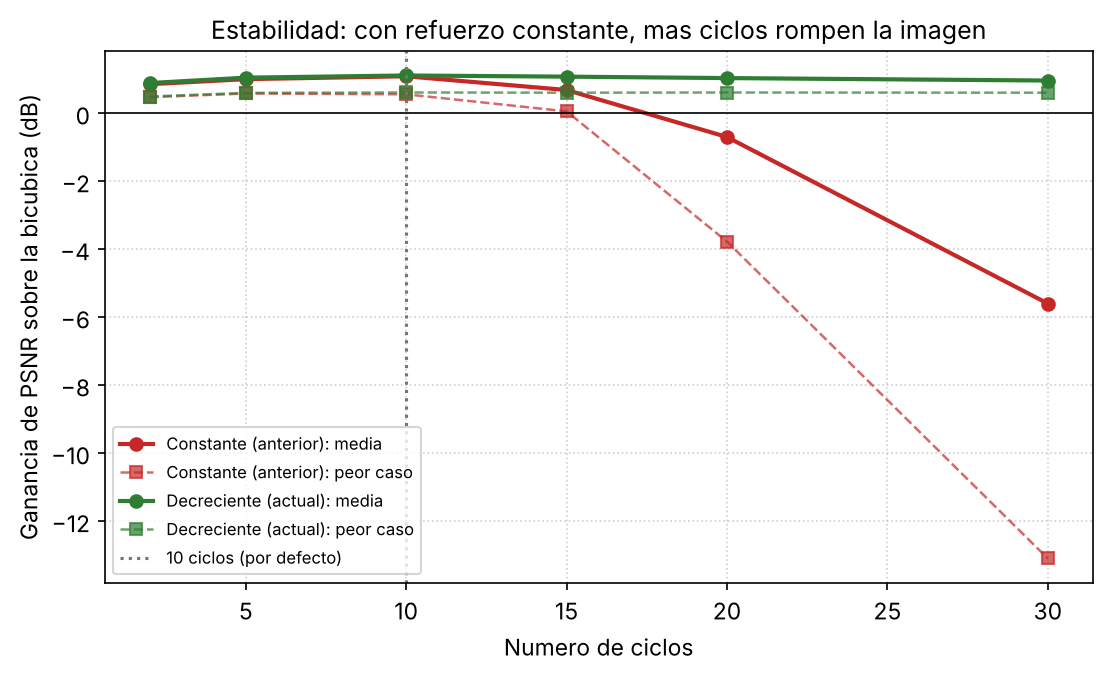 Estabilidad: con refuerzo constante, mas ciclos rompen la imagen
Ganancia de PSNR sobre la bicubica (dB)
0
−2
−4
−6
−8
−10
−12
Constante (anterior): media
Constante (anterior): peor caso
Decreciente (actual): media
Decreciente (actual): peor caso
10 ciclos (por defecto)
5
10
15
20
25
30
Numero de ciclos